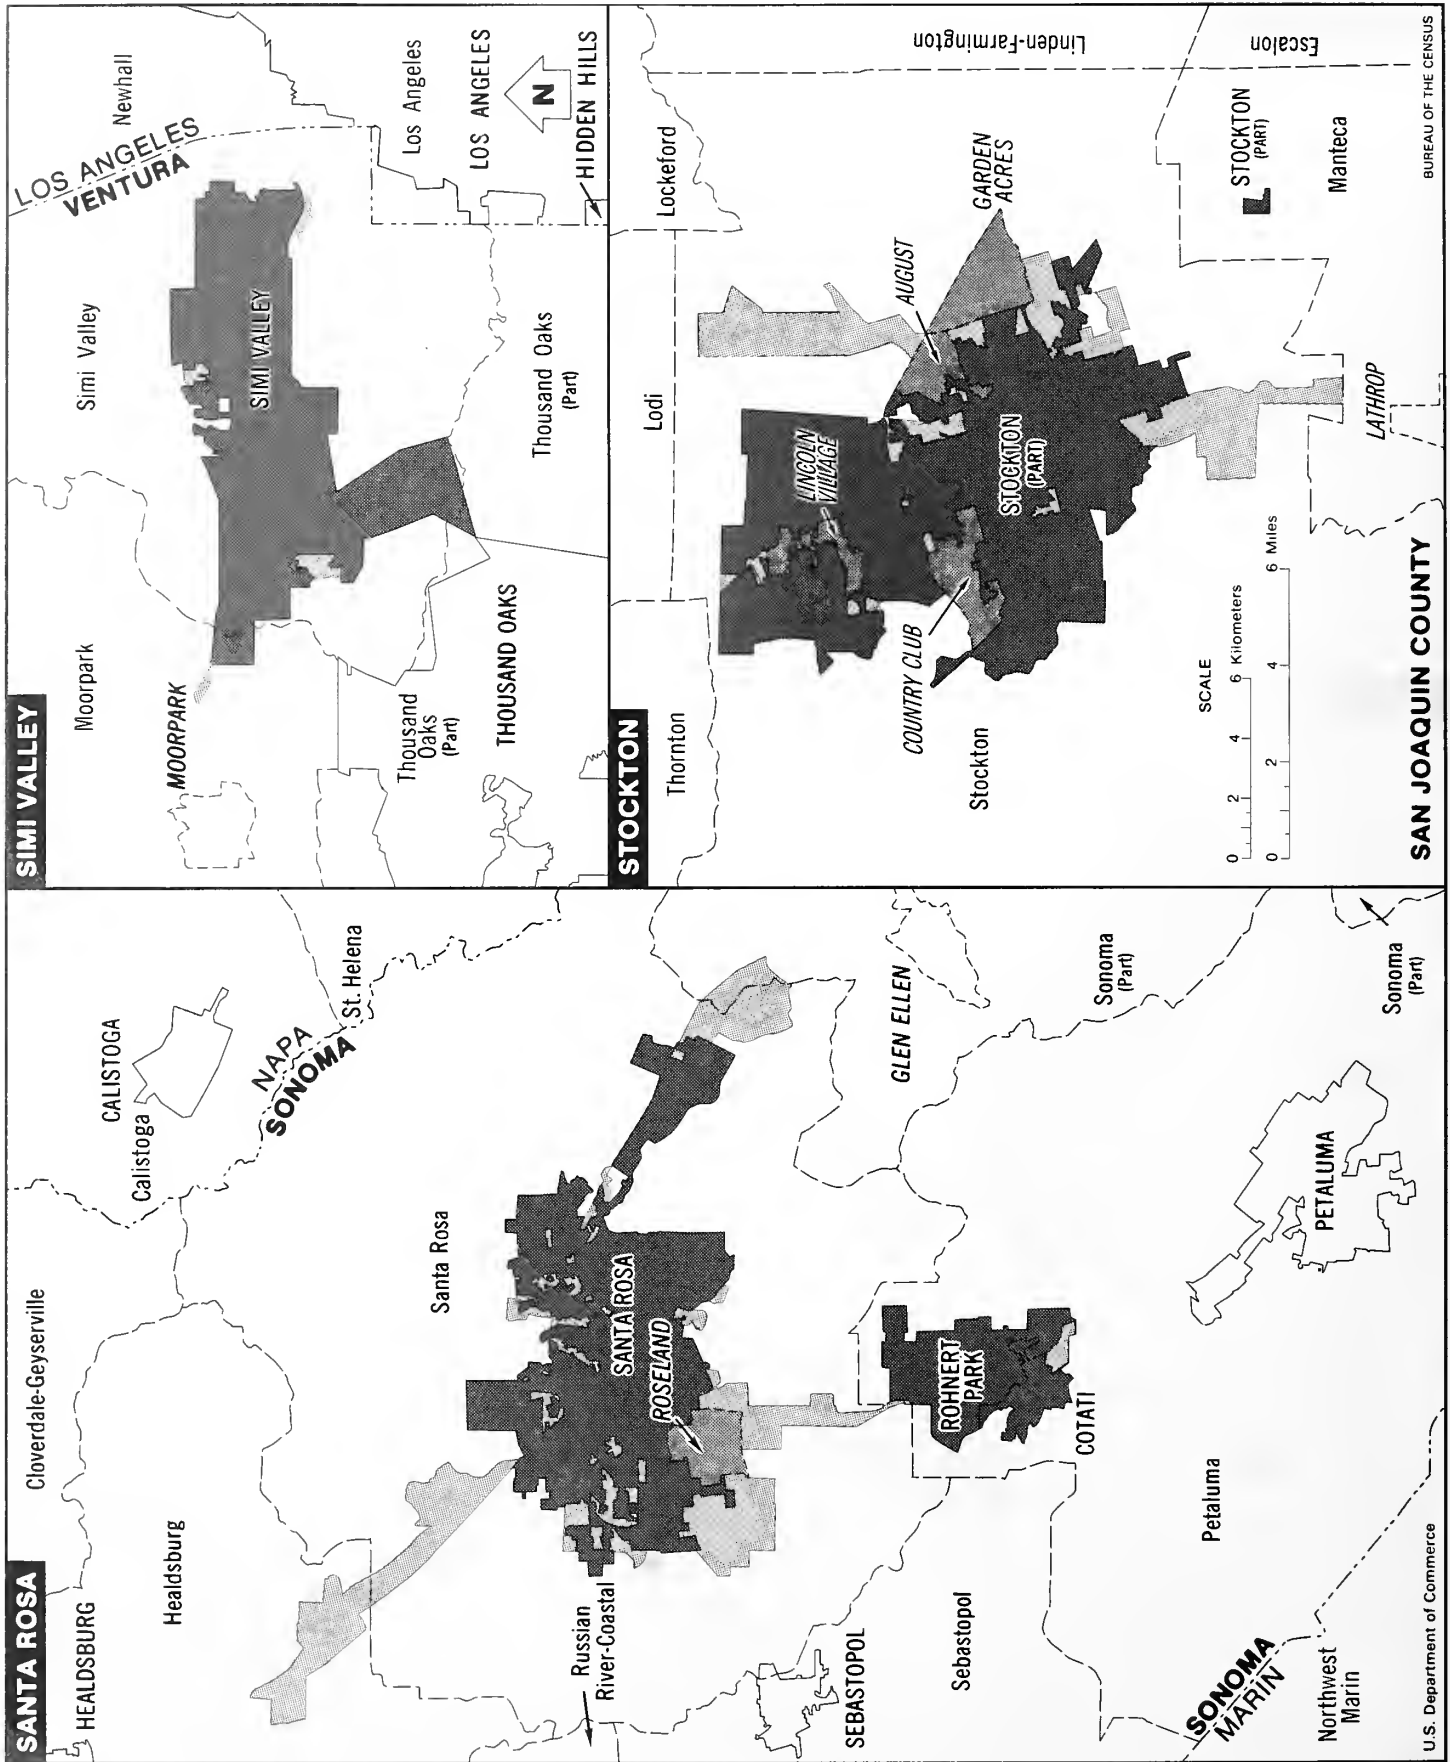 SANTA ROSA
Cloverdale-Geyserville
CALISTOGA
Calistoga
HEALDSBURG
Healdsburg
NAPA
SONOMA
St. Helena
Santa Rosa
SANTA ROSA
ROSELAND
Russian
River-Coastal
SEBASTOPOL
Sebastopol
ROHNERT
PARK
COTATI
GLEN ELLEN
Sonoma
(Part)
Sonoma
(Part)
PETALUMA
Petaluma
SONOMA
MARIN
Northwest
Marin
U.S. Department of Commerce
SIMI VALLEY
Moorpark
Simi Valley
Newhall
LOS ANGELES
VENTURA
MOORPARK
SIMI VALLEY
Los Angeles
LOS ANGELES
N
HIDDEN HILLS
Thousand
Oaks
(Part)
THOUSAND OAKS
Thousand Oaks
(Part)
STOCKTON
Thornton
Lodi
Lockeford
Linden-Farmington
Escalon
LINCOLN
VILLAGE
AUGUST
GARDEN
ACRES
COUNTRY CLUB
Stockton
STOCKTON
(PART)
STOCKTON
(PART)
Manteca
LATHROP
SCALE
0 2 4 6 Kilometers
0 2 4 6 Miles
SAN JOAQUIN COUNTY
BUREAU OF THE CENSUS